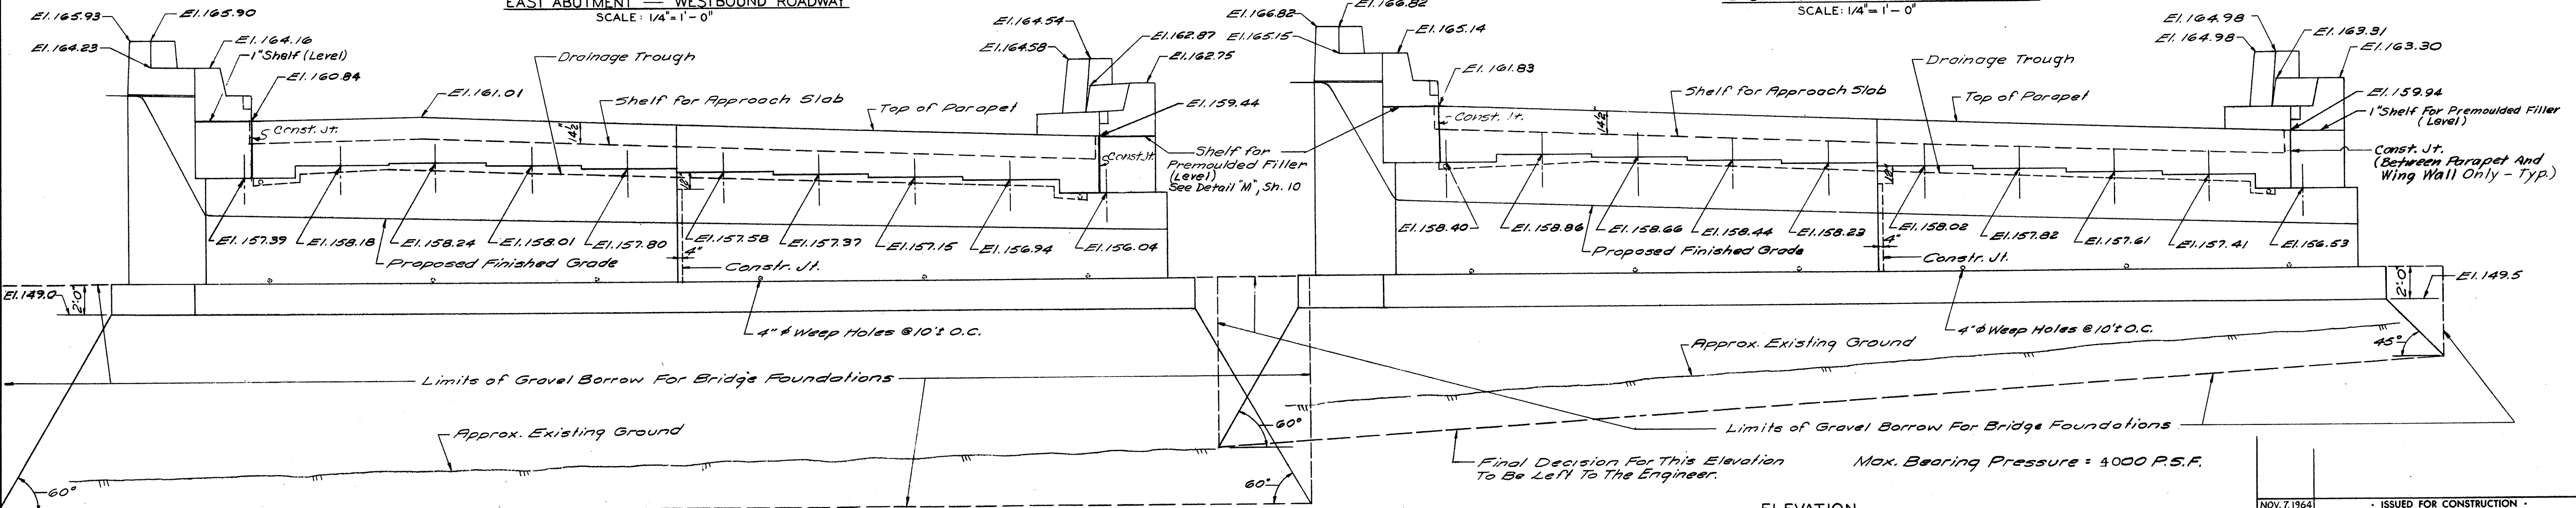 EAST ABUTMENT — WESTBOUND ROADWAY
SCALE: 1/4"=1'-0"
SCALE: 1/4"=1'-0"
El.165.93
El.165.90
El.164.23
El.164.16
1"Shelf (Level)
El.160.84
El.161.01
Drainage Trough
Shelf for Approach Slab
Top of Parapet
Const. Jt.
14½"
El.164.54
El.164.58
El.162.87
El.162.75
El.159.44
Const.Jt.
Shelf for
Premoulded Filler
(Level)
See Detail "M", Sh. 10
12"
El.157.39
El.158.18
El.158.24
El.158.01
El.157.80
El.157.58
El.157.37
El.157.15
El.156.94
El.156.04
Proposed Finished Grade
4"
Constr. Jt.
El.149.0
2'-0"
4"ϕ Weep Holes @10'± O.C.
Limits of Gravel Borrow For Bridge Foundations
Approx. Existing Ground
60°
60°
El.166.82
El.166.82
El.165.15
El.165.14
El.161.83
Const. Jt.
14½"
Shelf for Approach Slab
Drainage Trough
Top of Parapet
El.164.98
El.164.98
El.163.31
El.163.30
El.159.94
1"Shelf For Premoulded Filler
(Level)
Const. Jt.
(Between Parapet And
Wing Wall Only - Typ.)
12"
El.158.40
El.158.86
El.158.66
El.158.44
El.158.23
El.158.02
El.157.82
El.157.61
El.157.41
El.156.53
Proposed Finished Grade
4"
Constr. Jt.
2'-0"
El.149.5
4"ϕ Weep Holes @10'± O.C.
Approx. Existing Ground
45°
60°
Limits of Gravel Borrow For Bridge Foundations
Final Decision For This Elevation
To Be Left To The Engineer.
Max. Bearing Pressure = 4000 P.S.F.
ELEVATION
NOV. 7, 1964
· ISSUED FOR CONSTRUCTION ·